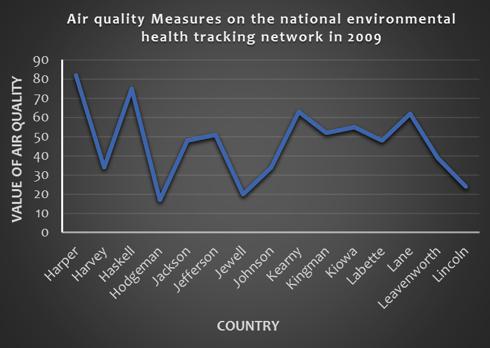 Air quality Measures on the national environmental
health tracking network in 2009
VALUE OF AIR QUALITY
90
80
70
60
50
40
30
20
10
0
Harper
Harvey
Haskell
Hodgeman
Jackson
Jefferson
Jewell
Johnson
Kearny
Kingman
Kiowa
Labette
Lane
Leavenworth
Lincoln
COUNTRY